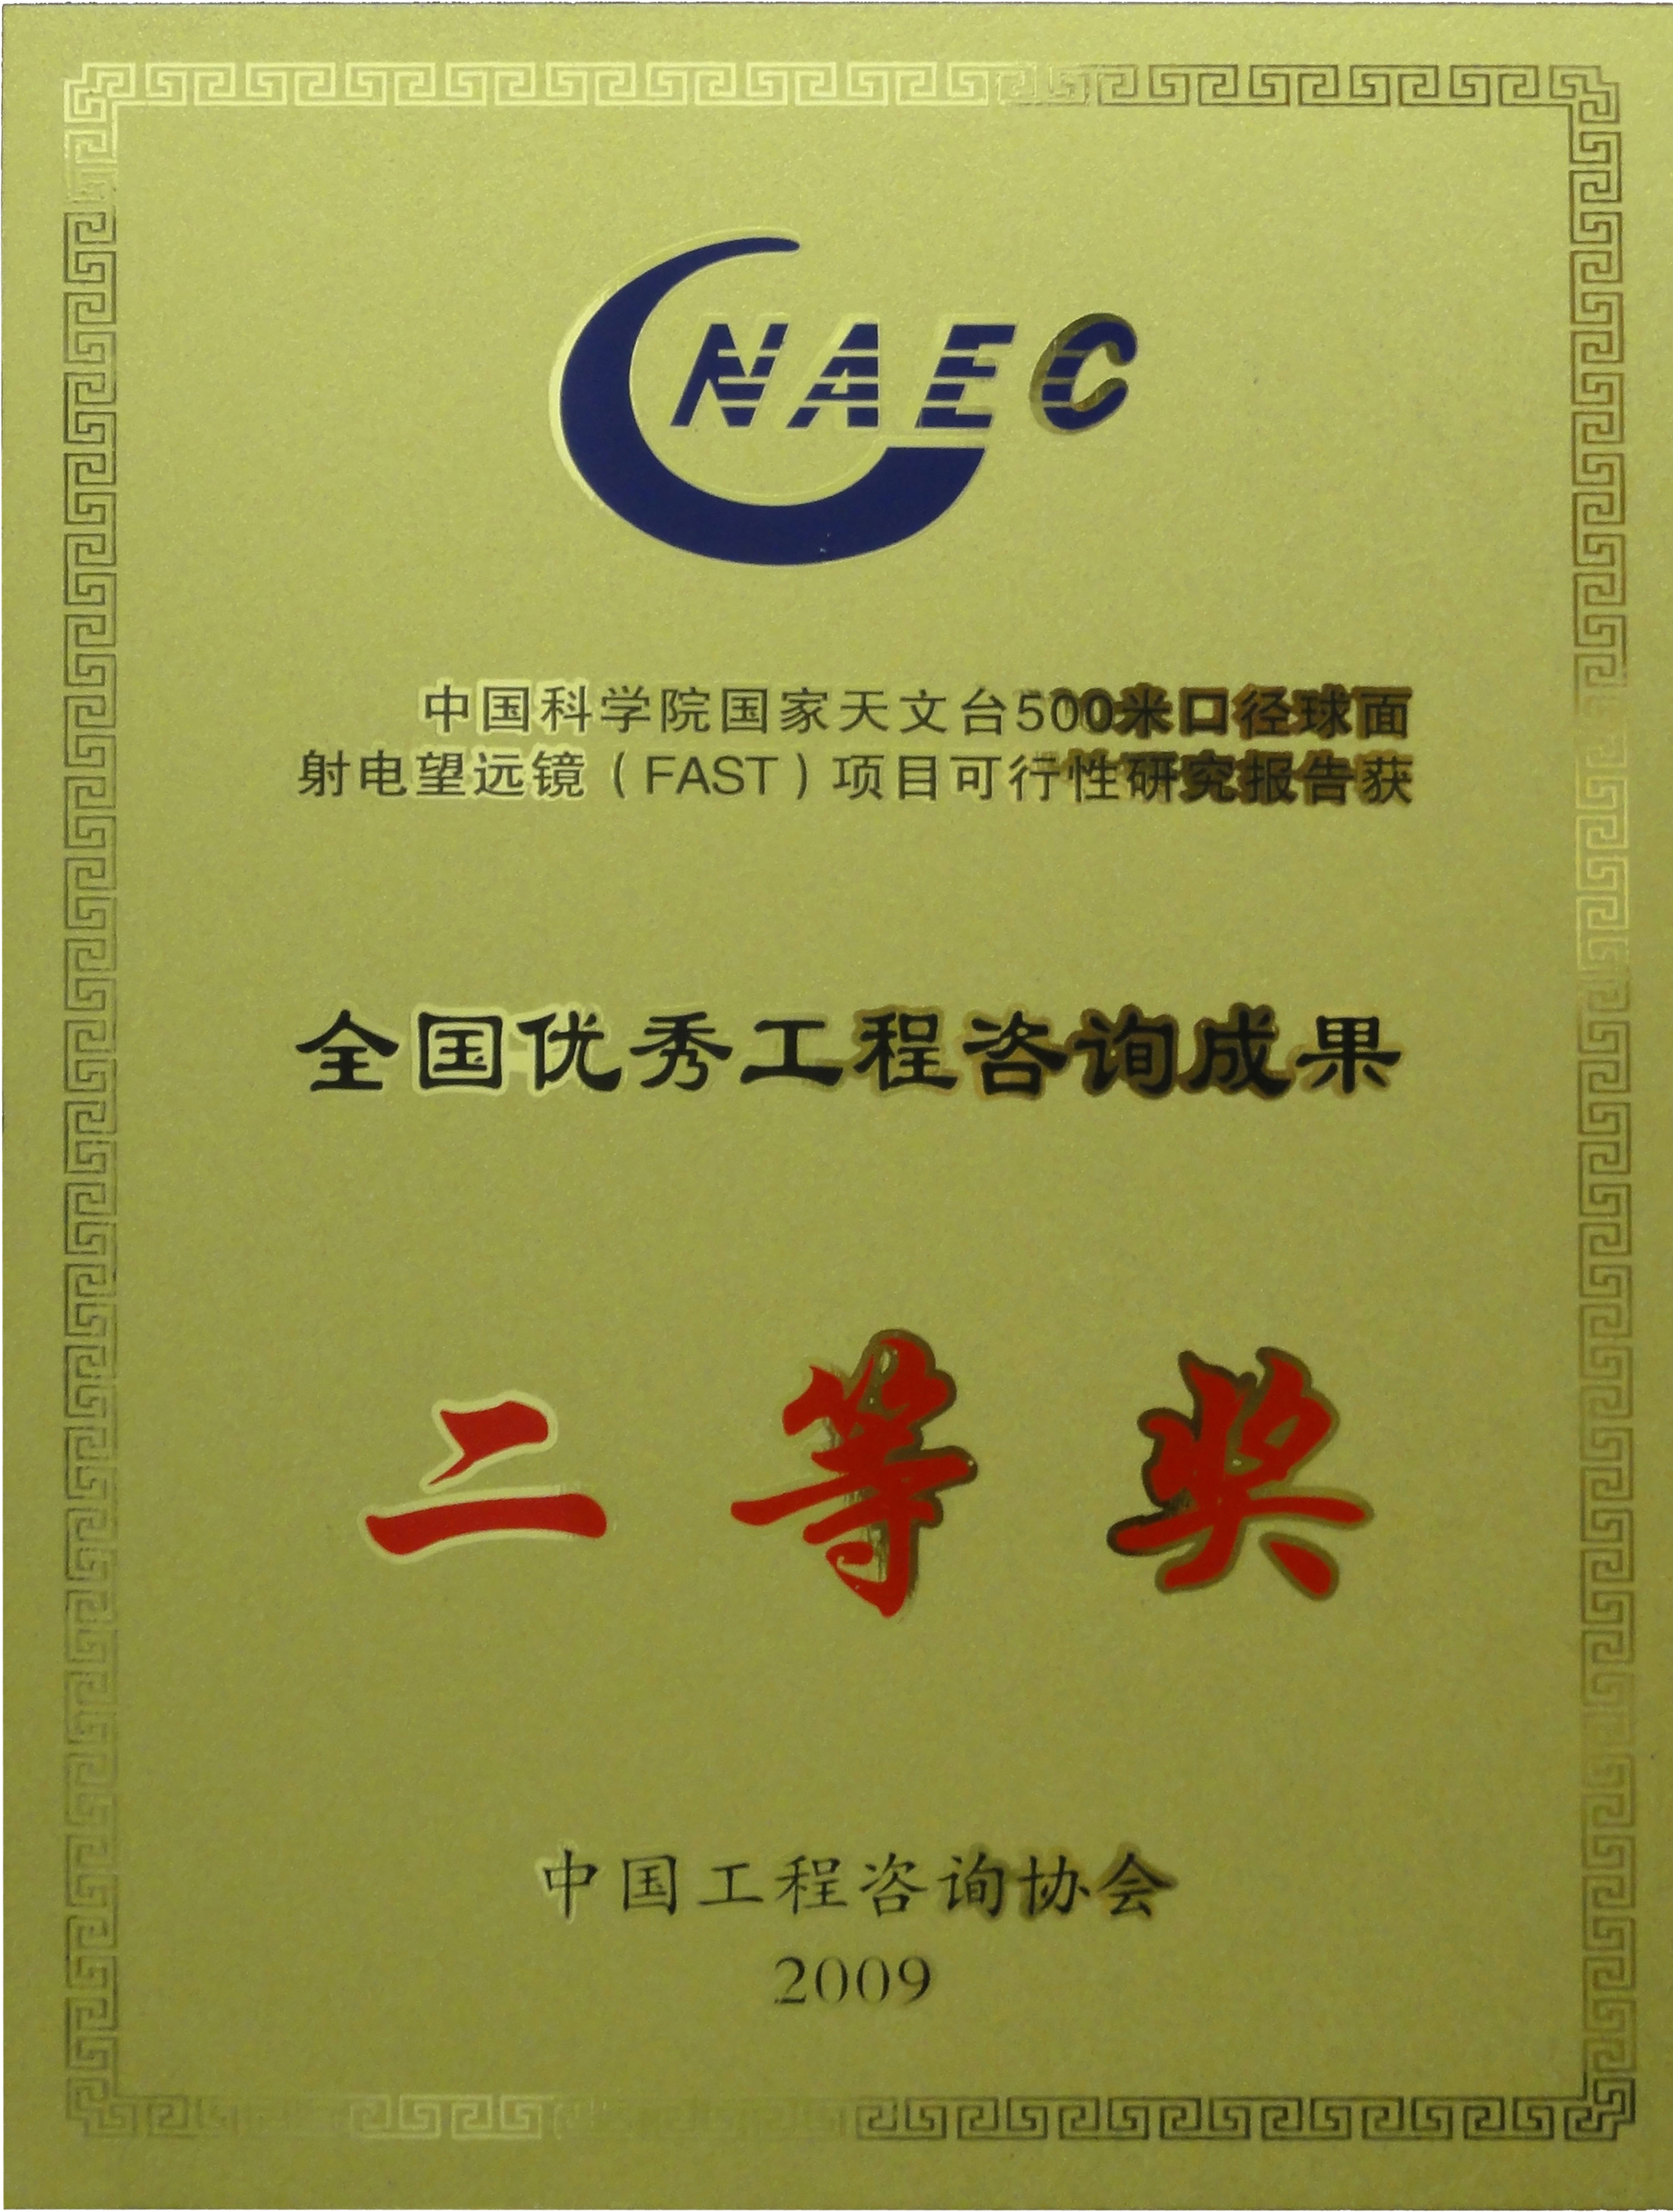 CNAEC
中国科学院国家天文台500米口径球面
射电望远镜（FAST）项目可行性研究报告获
全国优秀工程咨询成果
二等奖
中国工程咨询协会
2009